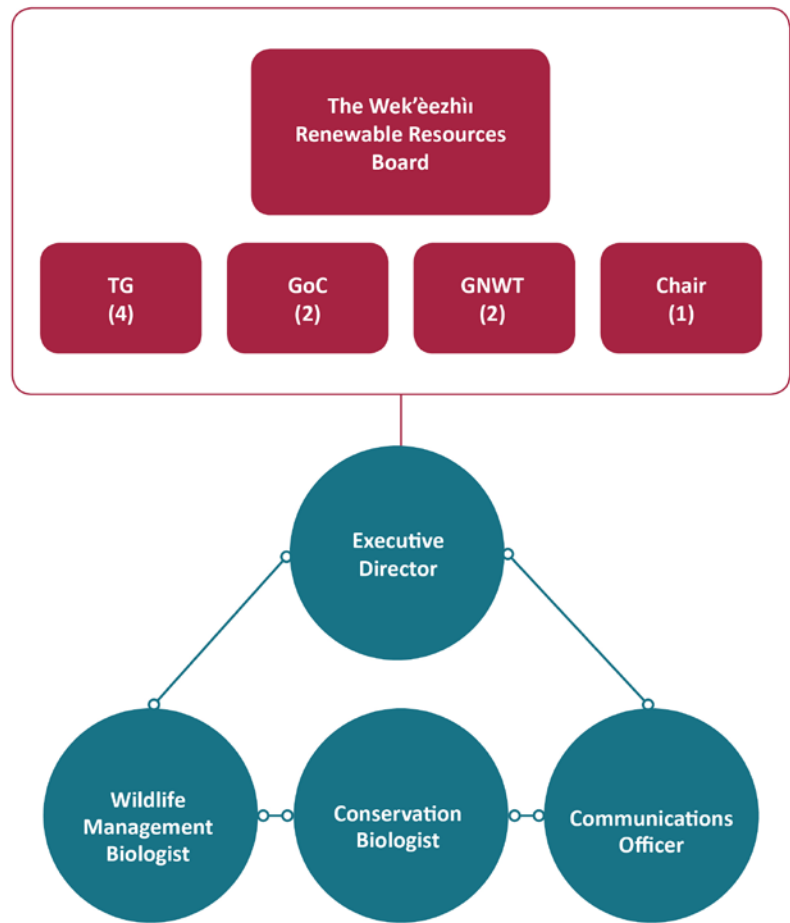 The Wek’èezhìı
Renewable Resources
Board
TG
(4)
GoC
(2)
GNWT
(2)
Chair
(1)
Executive
Director
Wildlife
Management
Biologist
Conservation
Biologist
Communications
Officer